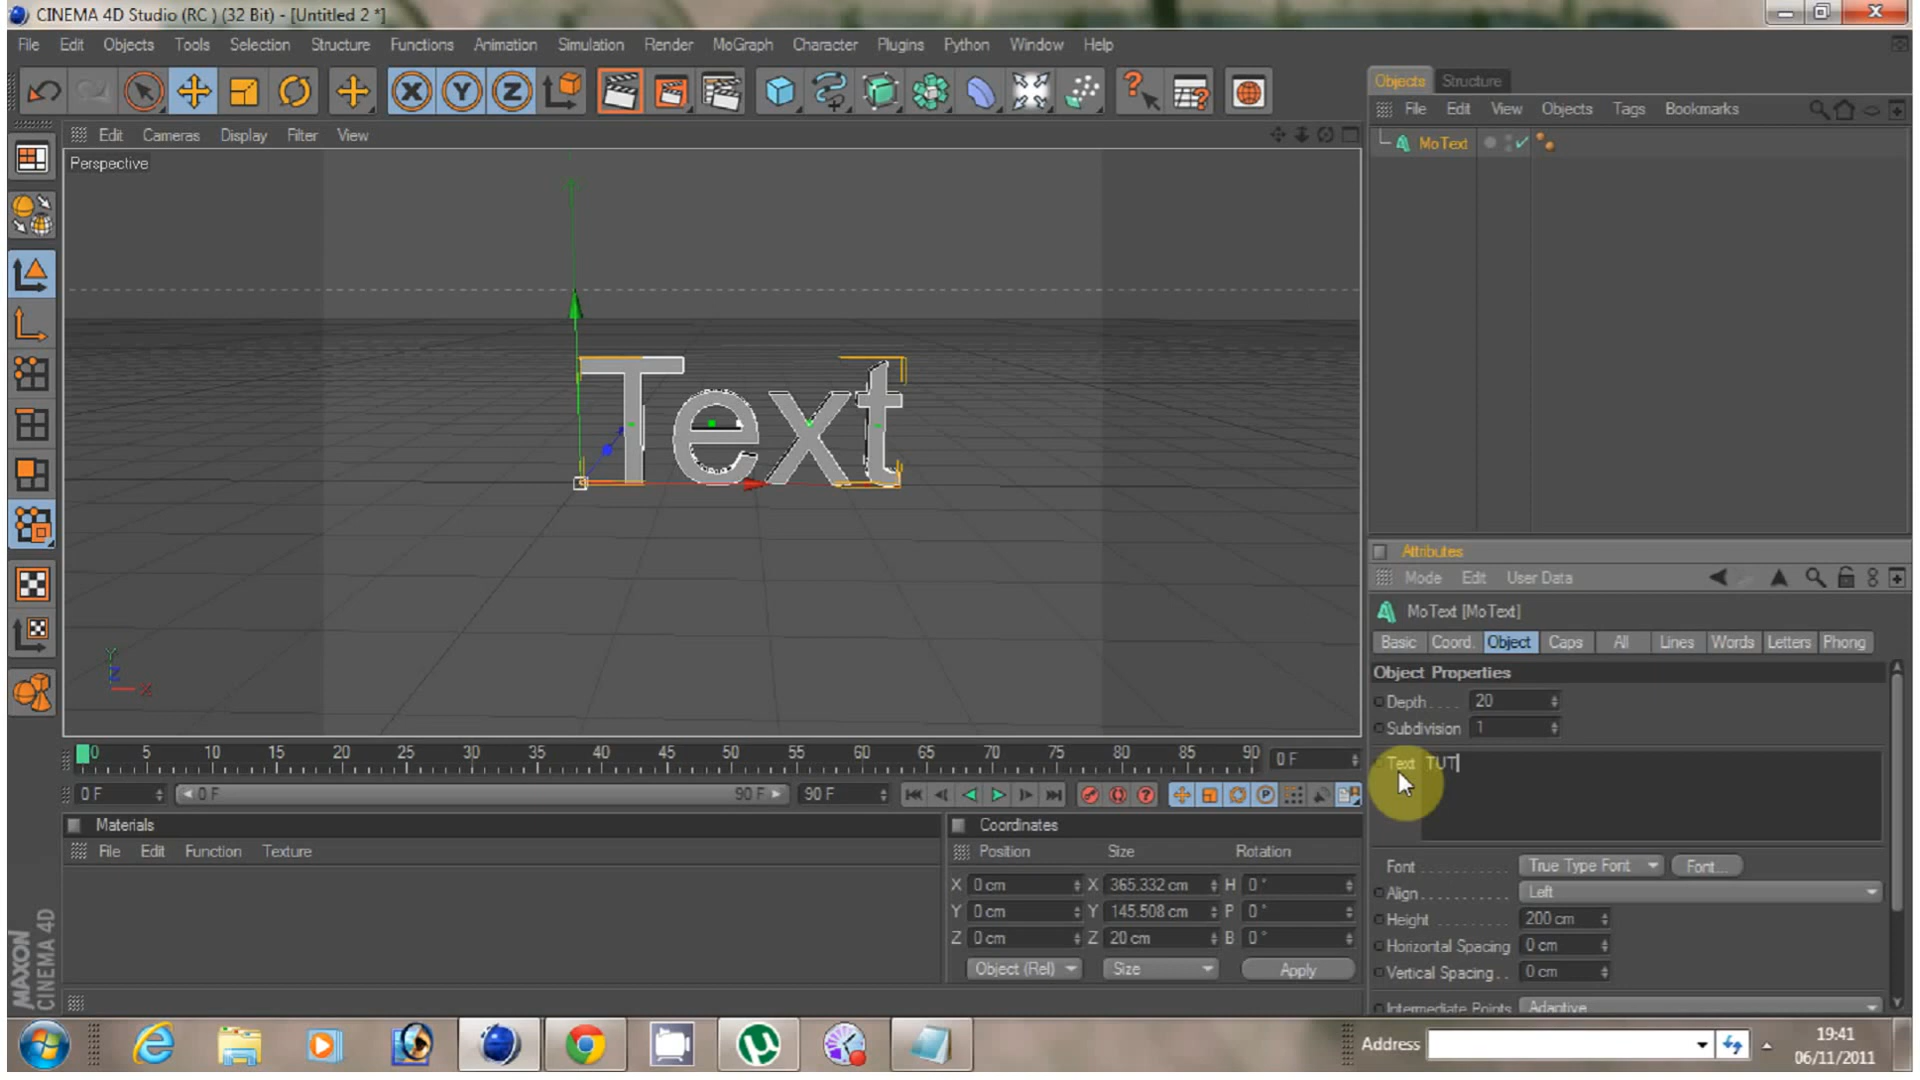 CINEMA 4D Studio (RC ) (32 Bit) - [Untitled 2 *]
File Edit Objects Tools Selection Structure Functions Animation Simulation Render MoGraph Character Plugins Python Window Help
X Y Z
Objects Structure
File Edit View Objects Tags Bookmarks
MoText
Edit Cameras Display Filter View
Perspective
Text
Y
Z
X
Attributes
Mode Edit User Data
MoText [MoText]
Basic Coord. Object Caps All Lines Words Letters Phong
Object Properties
Depth 20
Subdivision 1
Text TUT
Font True Type Font Font...
Align Left
Height 200 cm
Horizontal Spacing 0 cm
Vertical Spacing 0 cm
Intermediate Points Adaptive
0 5 10 15 20 25 30 35 40 45 50 55 60 65 70 75 80 85 90 0 F
0 F 0 F 90 F 90 F
Materials
File Edit Function Texture
Coordinates
Position Size Rotation
X 0 cm X 365.332 cm H 0 °
Y 0 cm Y 145.508 cm P 0 °
Z 0 cm Z 20 cm B 0 °
Object (Rel) Size Apply
MAXON
CINEMA 4D
Address
19:41
06/11/2011